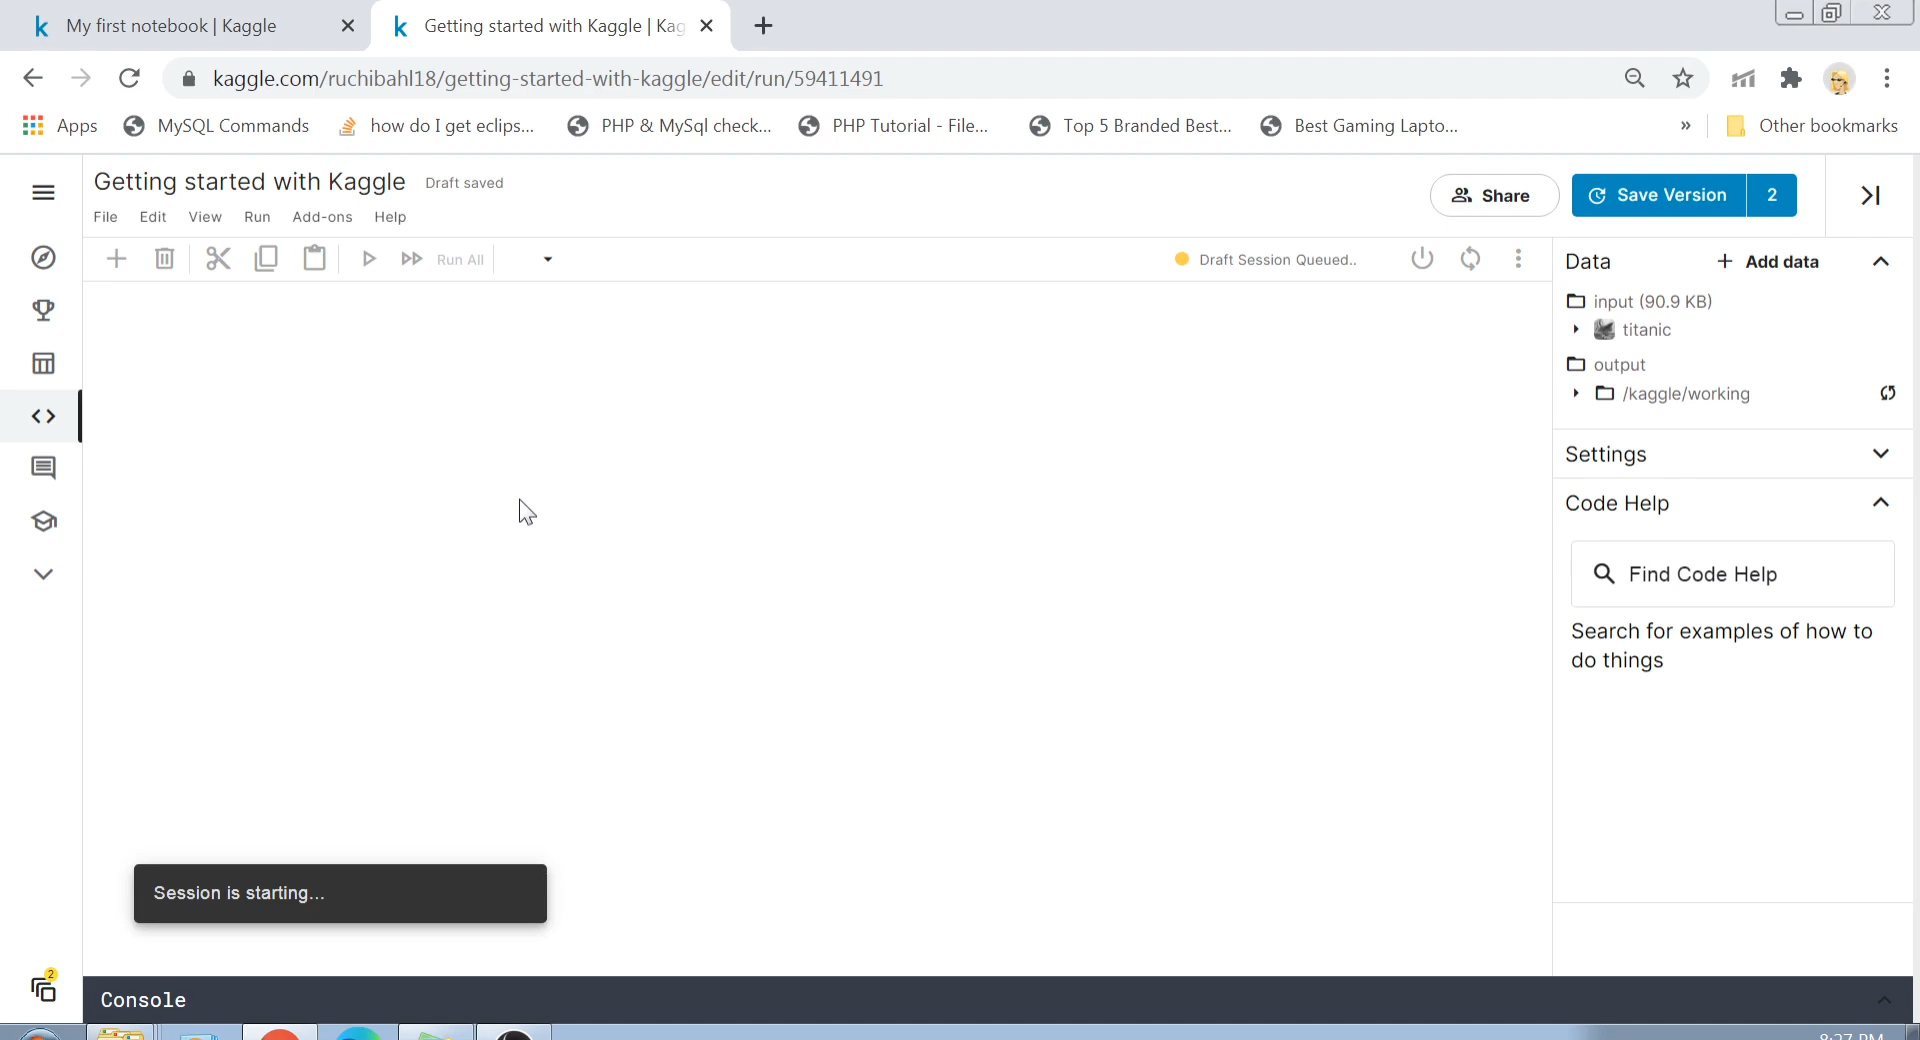 My first notebook | Kaggle
Getting started with Kaggle | Kag
kaggle.com/ruchibahl18/getting-started-with-kaggle/edit/run/59411491
Apps MySQL Commands how do I get eclips... PHP & MySql check... PHP Tutorial - File... Top 5 Branded Best... Best Gaming Lapto... » Other bookmarks
Getting started with Kaggle Draft saved
File Edit View Run Add-ons Help
Share
Save Version 2
Run All
Draft Session Queued..
Data
+ Add data
input (90.9 KB)
titanic
output
/kaggle/working
Settings
Code Help
Find Code Help
Search for examples of how to
do things
Session is starting...
2
Console
8:27 PM